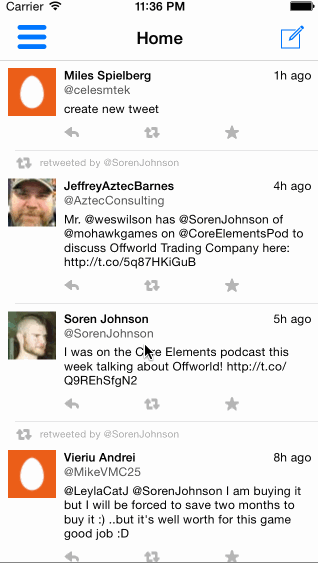 Carrier 11:36 PM
Home
Miles Spielberg 1h ago
@celesmtek
create new tweet
retweeted by @SorenJohnson
JeffreyAztecBarnes 4h ago
@AztecConsulting
Mr. @weswilson has @SorenJohnson of
@mohawkgames on @CoreElementsPod to
discuss Offworld Trading Company here:
http://t.co/5q87HKiGuB
Soren Johnson 5h ago
@SorenJohnson
I was on the Core Elements podcast this
week talking about Offworld! http://t.co/
Q9REhSfgN2
retweeted by @SorenJohnson
Vieriu Andrei 8h ago
@MikeVMC25
@LeylaCatJ @SorenJohnson I am buying it
but I will be forced to save two months to
buy it :) ..but it's well worth for this game
good job :D